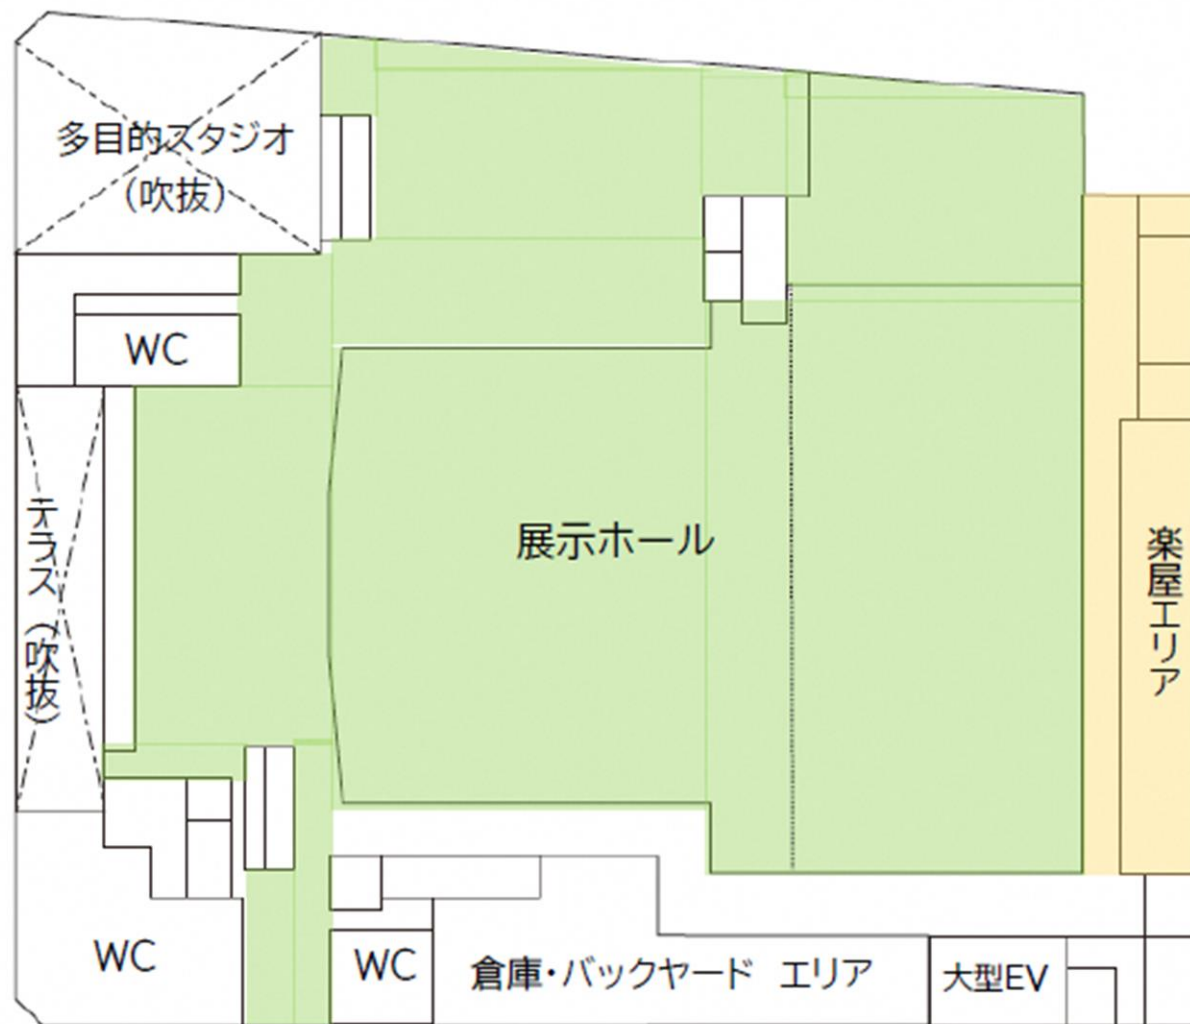 多目的スタジオ
（吹抜）
WC
テラス（吹抜）
展示ホール
楽屋エリア
WC
WC
倉庫・バックヤード　エリア
大型EV